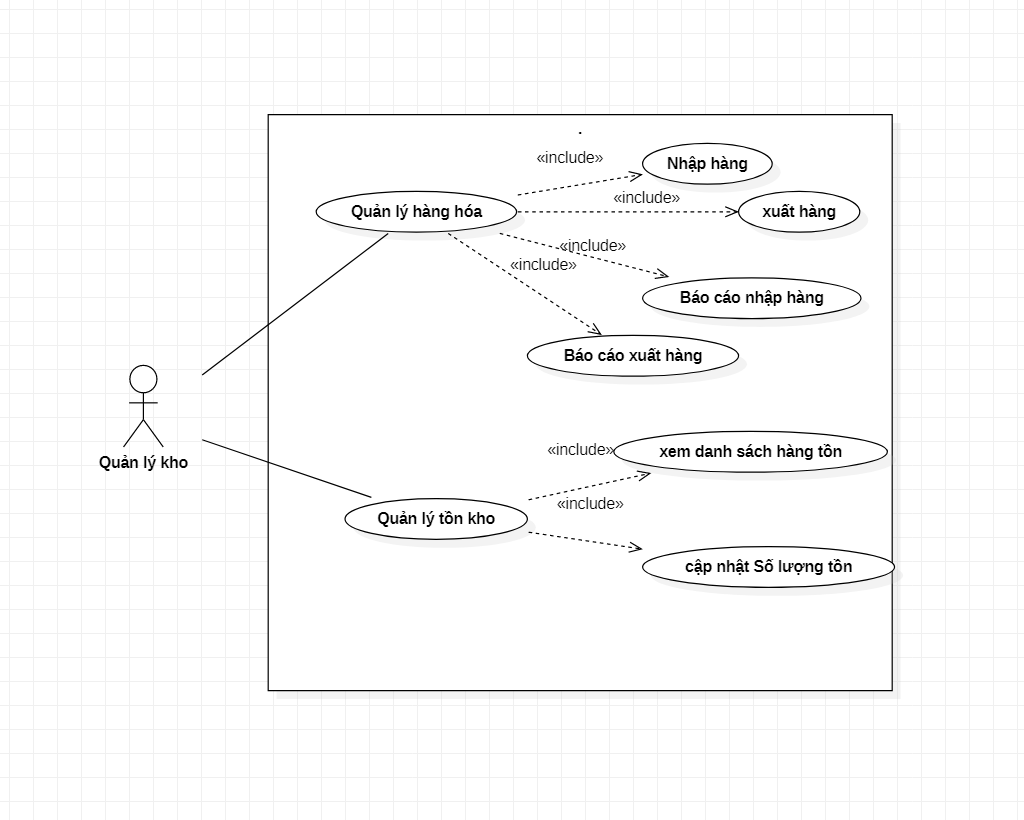 .
«include»
Nhập hàng
«include»
Quản lý hàng hóa
xuất hàng
«include»
«include»
Báo cáo nhập hàng
Báo cáo xuất hàng
Quản lý kho
«include»
xem danh sách hàng tồn
«include»
Quản lý tồn kho
cập nhật Số lượng tồn